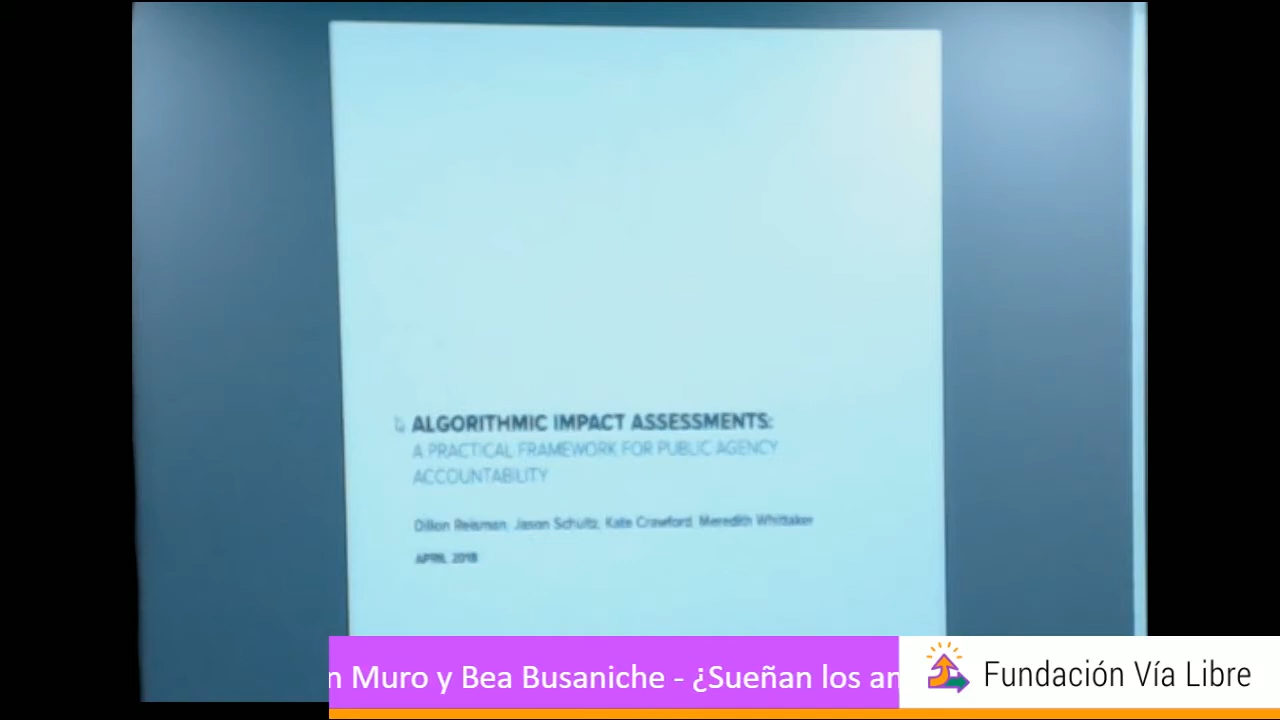 ALGORITHMIC IMPACT ASSESSMENTS:
A PRACTICAL FRAMEWORK FOR PUBLIC AGENCY
ACCOUNTABILITY
Dillon Reisman, Jason Schultz, Kate Crawford, Meredith Whittaker
APRIL 2018
n Muro y Bea Busaniche - ¿Sueñan los an
Fundación Vía Libre